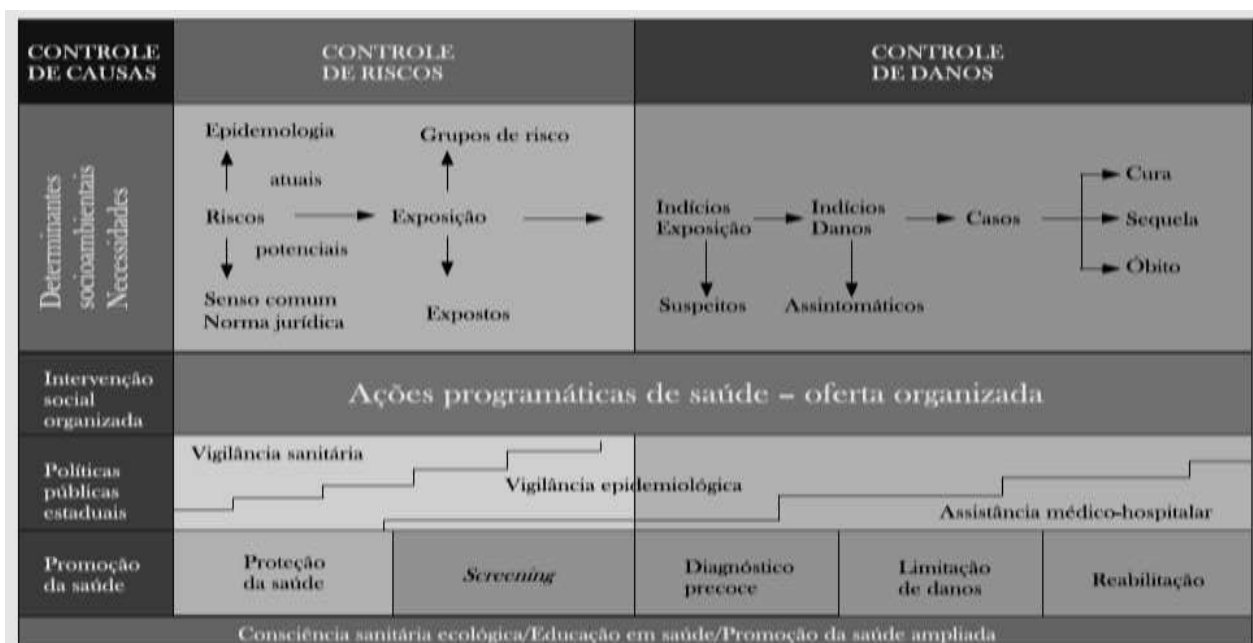 CONTROLE
DE CAUSAS
CONTROLE
DE RISCOS
CONTROLE
DE DANOS
Determinantes
socioambientais
Necessidades
Epidemologia
Grupos de risco
atuais
Riscos
Exposição
potenciais
Senso comum
Norma jurídica
Expostos
Indícios
Exposição
Indícios
Danos
Casos
Cura
Sequela
Óbito
Suspeitos
Assintomáticos
Intervenção
social
organizada
Ações programáticas de saúde – oferta organizada
Políticas
públicas
estaduais
Vigilância sanitária
Vigilância epidemiológica
Assistância médico-hospitalar
Promoção
da saúde
Proteção
da saúde
Screening
Diagnóstico
precoce
Limitação
de danos
Reabilitação
Consciência sanitária ecológica/Educação em saúde/Promoção da saúde ampliada